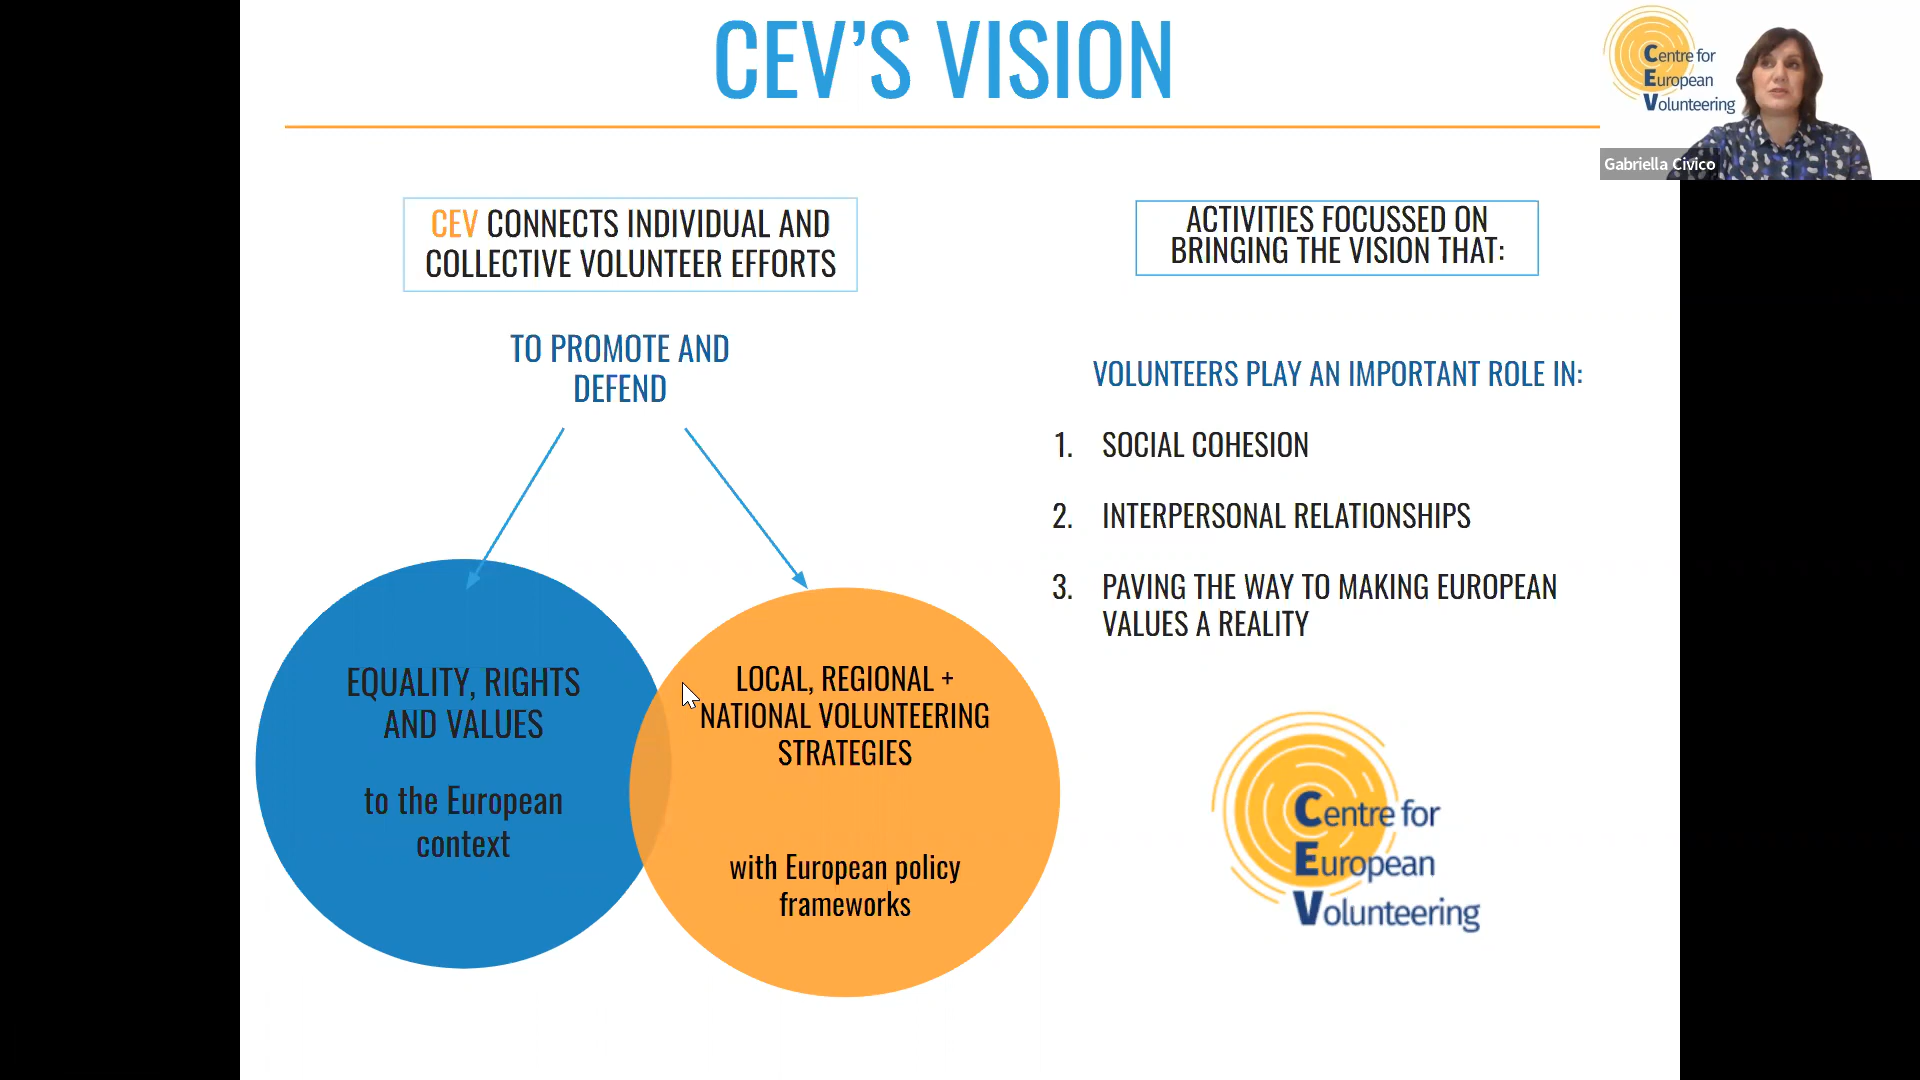 CEV'S VISION
Centre for
European
Volunteering
Gabriella Civico
CEV CONNECTS INDIVIDUAL AND
COLLECTIVE VOLUNTEER EFFORTS
TO PROMOTE AND
DEFEND
EQUALITY, RIGHTS
AND VALUES
to the European
context
LOCAL, REGIONAL +
NATIONAL VOLUNTEERING
STRATEGIES
with European policy
frameworks
ACTIVITIES FOCUSSED ON
BRINGING THE VISION THAT:
VOLUNTEERS PLAY AN IMPORTANT ROLE IN:
1. SOCIAL COHESION
2. INTERPERSONAL RELATIONSHIPS
3. PAVING THE WAY TO MAKING EUROPEAN
VALUES A REALITY
Centre for
European
Volunteering